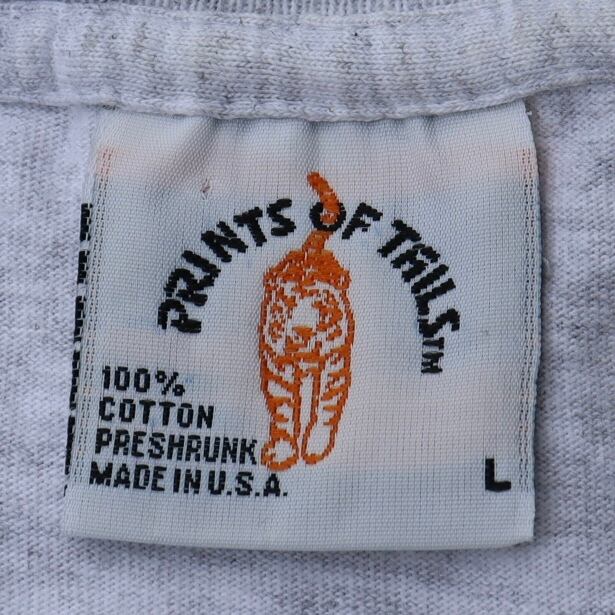 PRINTS OF TAILS™
100%
COTTON
PRESHRUNK
MADE IN U.S.A.
L